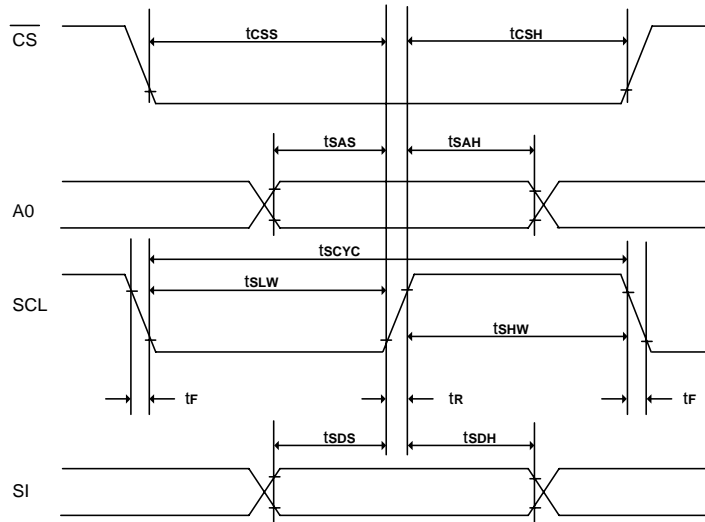 CS
tCSS
tCSH
tSAS
tSAH
A0
tSCYC
tSLW
SCL
tSHW
tF
tR
tF
tSDS
tSDH
SI